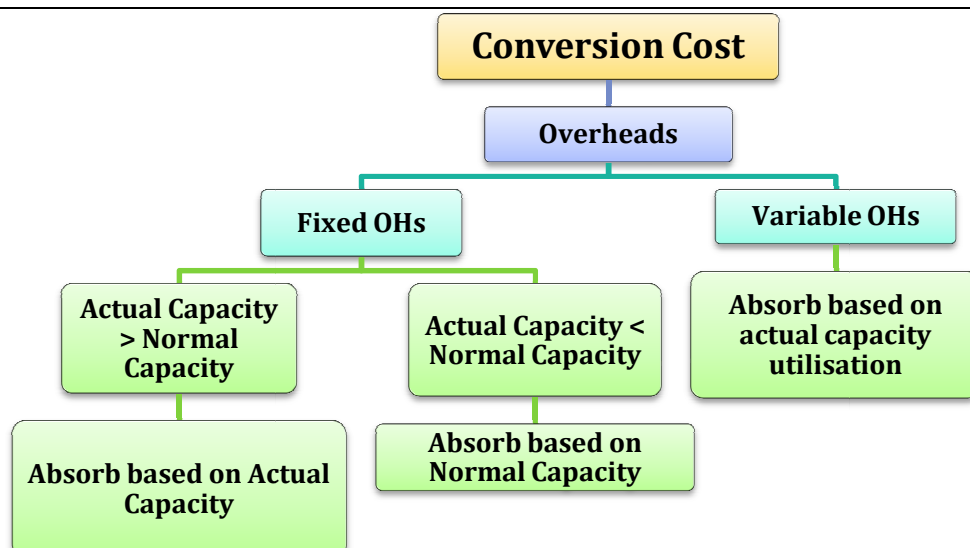 Conversion Cost
Overheads
Fixed OHs
Variable OHs
Actual Capacity
> Normal
Capacity
Actual Capacity <
Normal Capacity
Absorb based on
actual capacity
utilisation
Absorb based on Actual
Capacity
Absorb based on
Normal Capacity